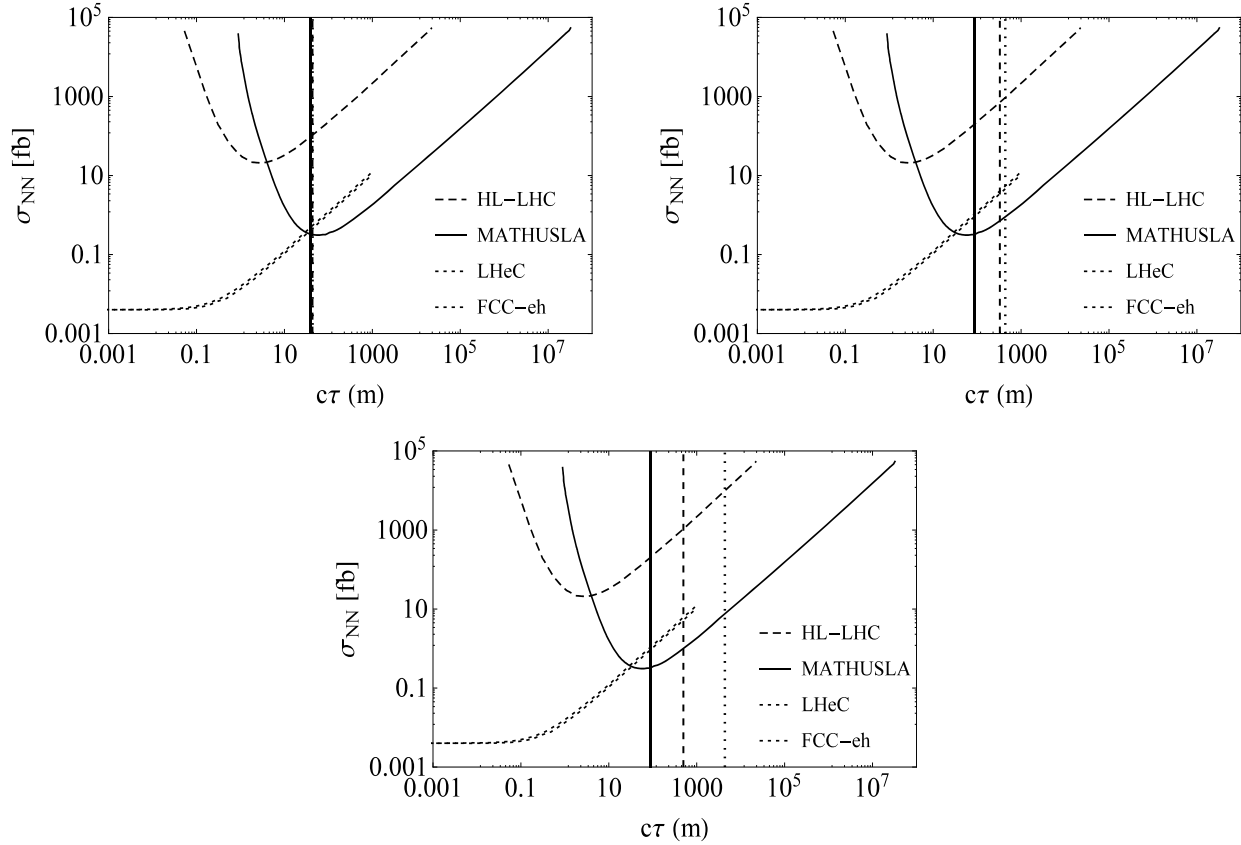 10^5
1000
10
0.1
0.001
σ_NN [fb]
HL-LHC
MATHUSLA
LHeC
FCC-eh
0.001 0.1 10 1000 10^5 10^7
cτ (m)
10^5
1000
10
0.1
0.001
σ_NN [fb]
HL-LHC
MATHUSLA
LHeC
FCC-eh
0.001 0.1 10 1000 10^5 10^7
cτ (m)
10^5
1000
10
0.1
0.001
σ_NN [fb]
HL-LHC
MATHUSLA
LHeC
FCC-eh
0.001 0.1 10 1000 10^5 10^7
cτ (m)